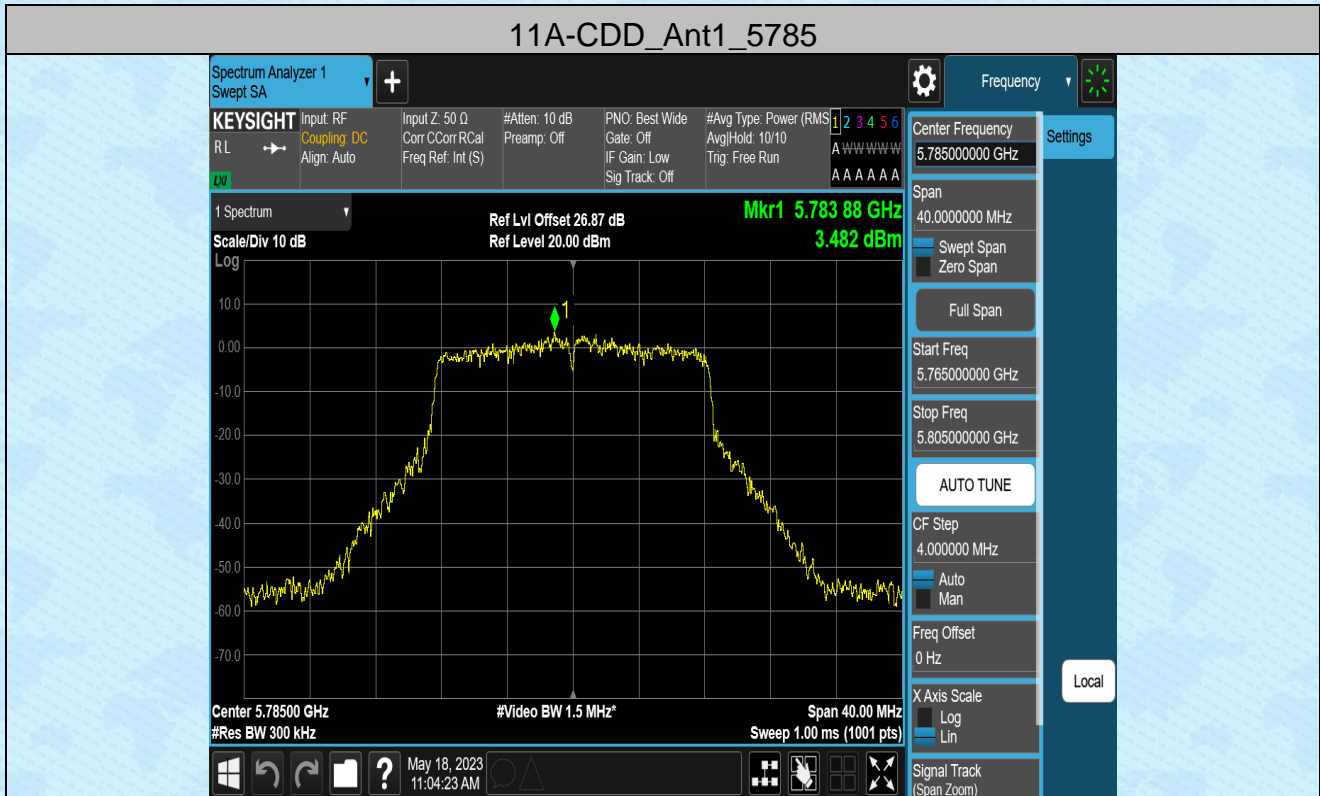 11A-CDD_Ant1_5785
Spectrum Analyzer 1
Swept SA
Frequency
KEYSIGHT
RL
LXI
Input: RF
Coupling: DC
Align: Auto
Input Z: 50 Ω
Corr CCorr RCal
Freq Ref: Int (S)
#Atten: 10 dB
Preamp: Off
PNO: Best Wide
Gate: Off
IF Gain: Low
Sig Track: Off
#Avg Type: Power (RMS
Avg|Hold: 10/10
Trig: Free Run
1 2 3 4 5 6
A W W W W W
A A A A A A
1 Spectrum
Scale/Div 10 dB
Log
Ref Lvl Offset 26.87 dB
Ref Level 20.00 dBm
Mkr1 5.783 88 GHz
3.482 dBm
1
10.0
0.00
-10.0
-20.0
-30.0
-40.0
-50.0
-60.0
-70.0
Center 5.78500 GHz
#Res BW 300 kHz
#Video BW 1.5 MHz*
Span 40.00 MHz
Sweep 1.00 ms (1001 pts)
?
May 18, 2023
11:04:23 AM
Center Frequency
5.785000000 GHz
Settings
Span
40.0000000 MHz
Swept Span
Zero Span
Full Span
Start Freq
5.765000000 GHz
Stop Freq
5.805000000 GHz
AUTO TUNE
CF Step
4.000000 MHz
Auto
Man
Freq Offset
0 Hz
X Axis Scale
Log
Lin
Local
Signal Track
(Span Zoom)